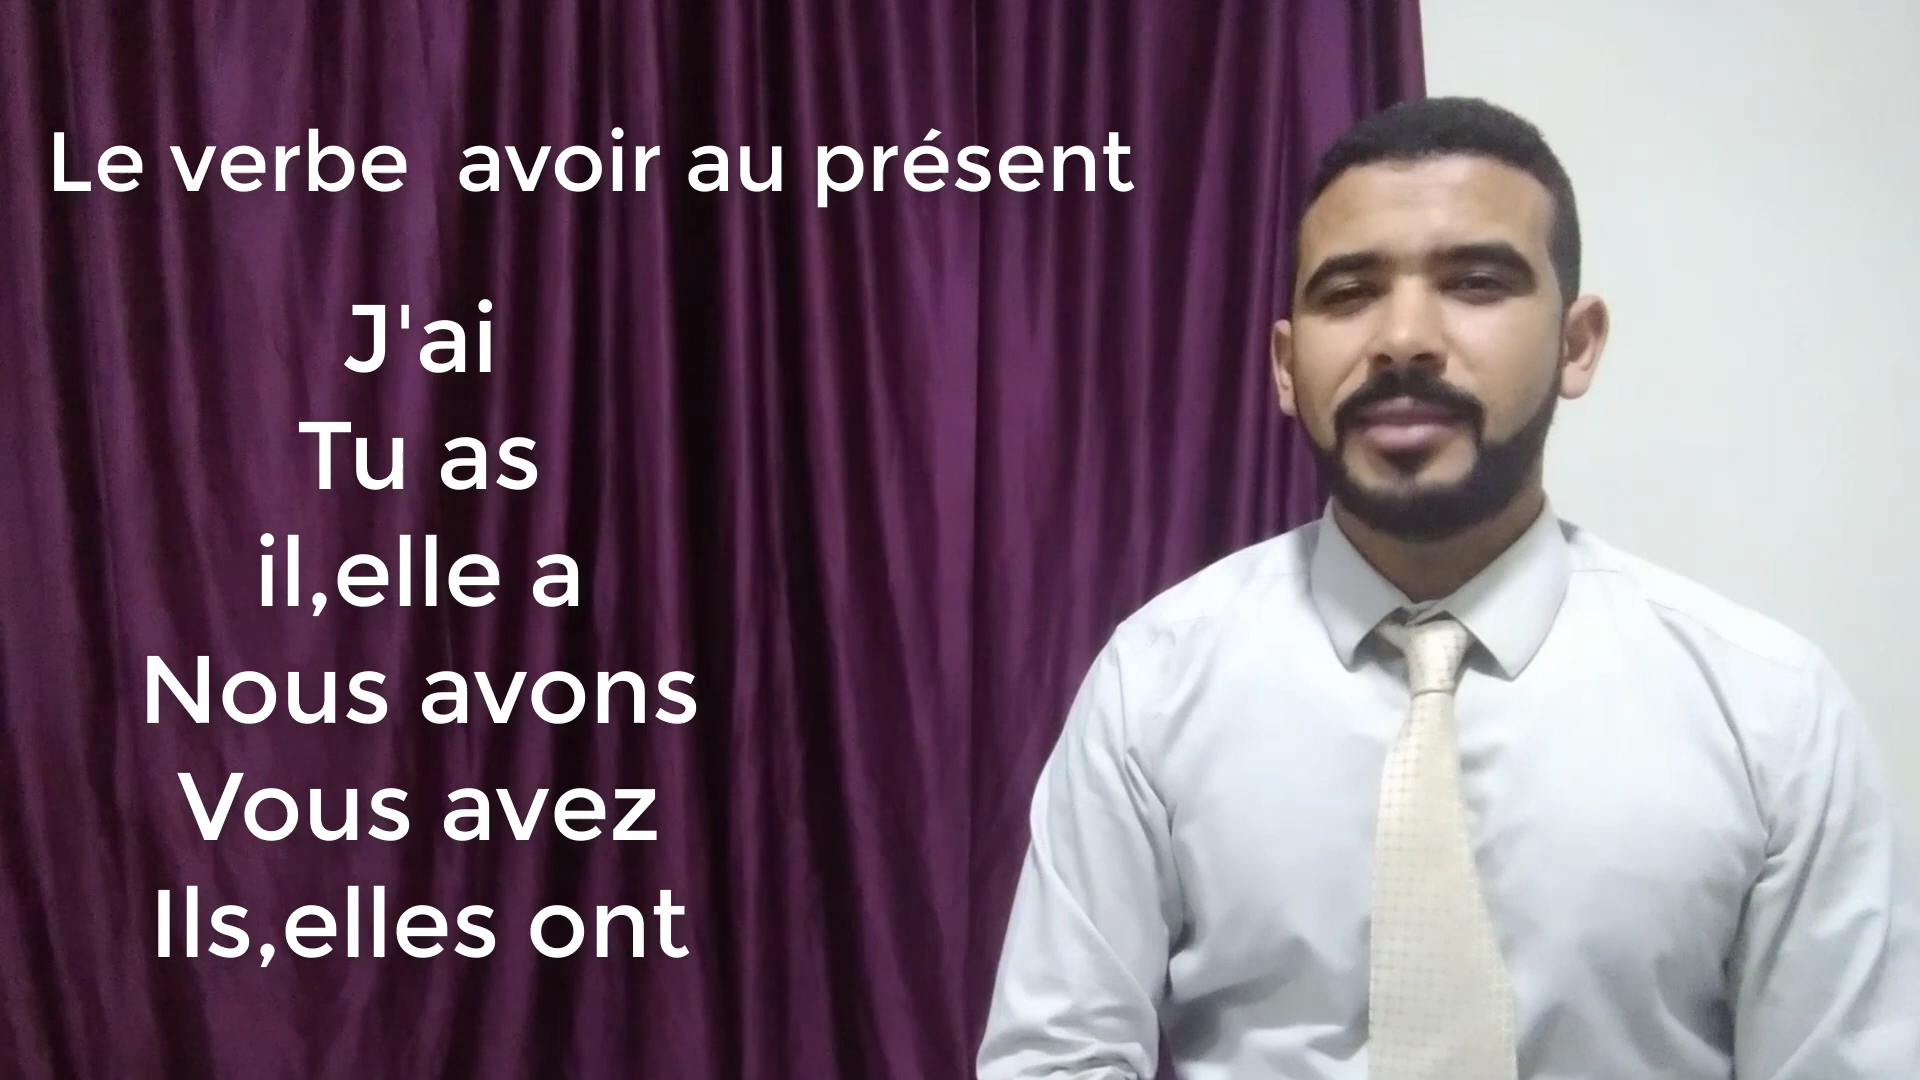 Le verbe  avoir au présent
J'ai
Tu as
il,elle a
Nous avons
Vous avez
Ils,elles ont